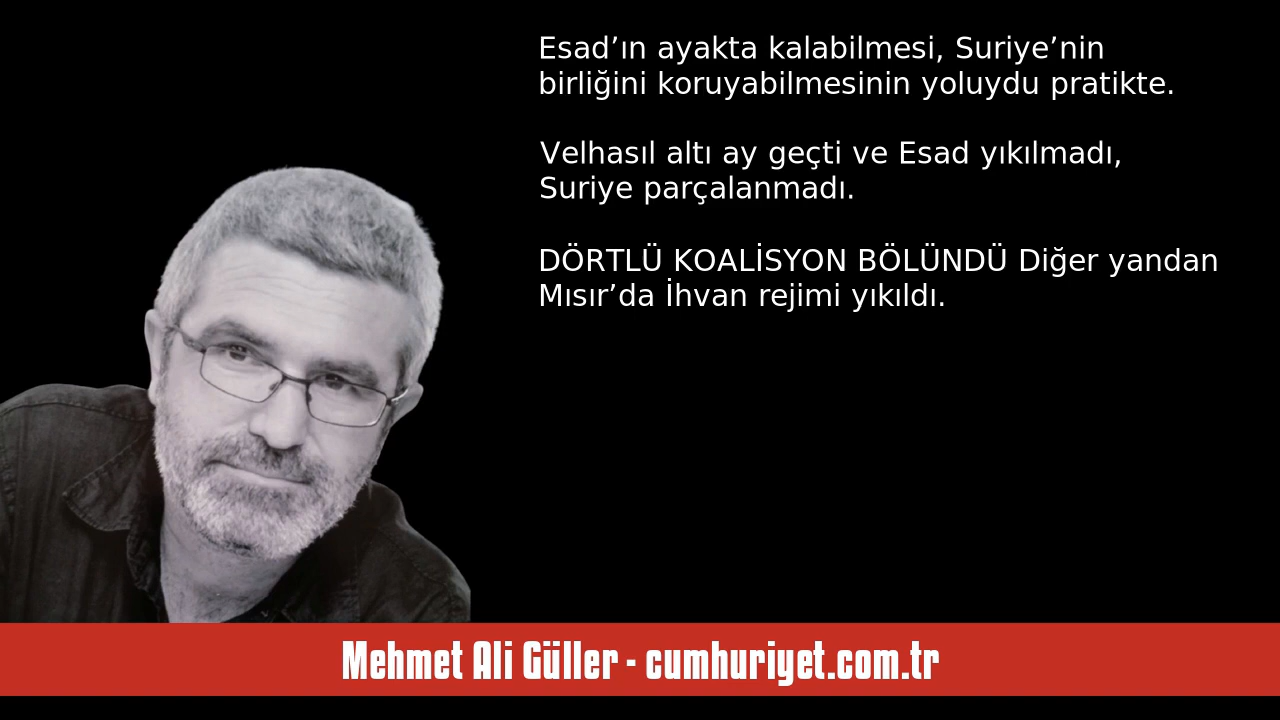 Esad’ın ayakta kalabilmesi, Suriye’nin
birliğini koruyabilmesinin yoluydu pratikte.
Velhasıl altı ay geçti ve Esad yıkılmadı,
Suriye parçalanmadı.
DÖRTLÜ KOALİSYON BÖLÜNDÜ Diğer yandan
Mısır’da İhvan rejimi yıkıldı.
Mehmet Ali Güller - cumhuriyet.com.tr